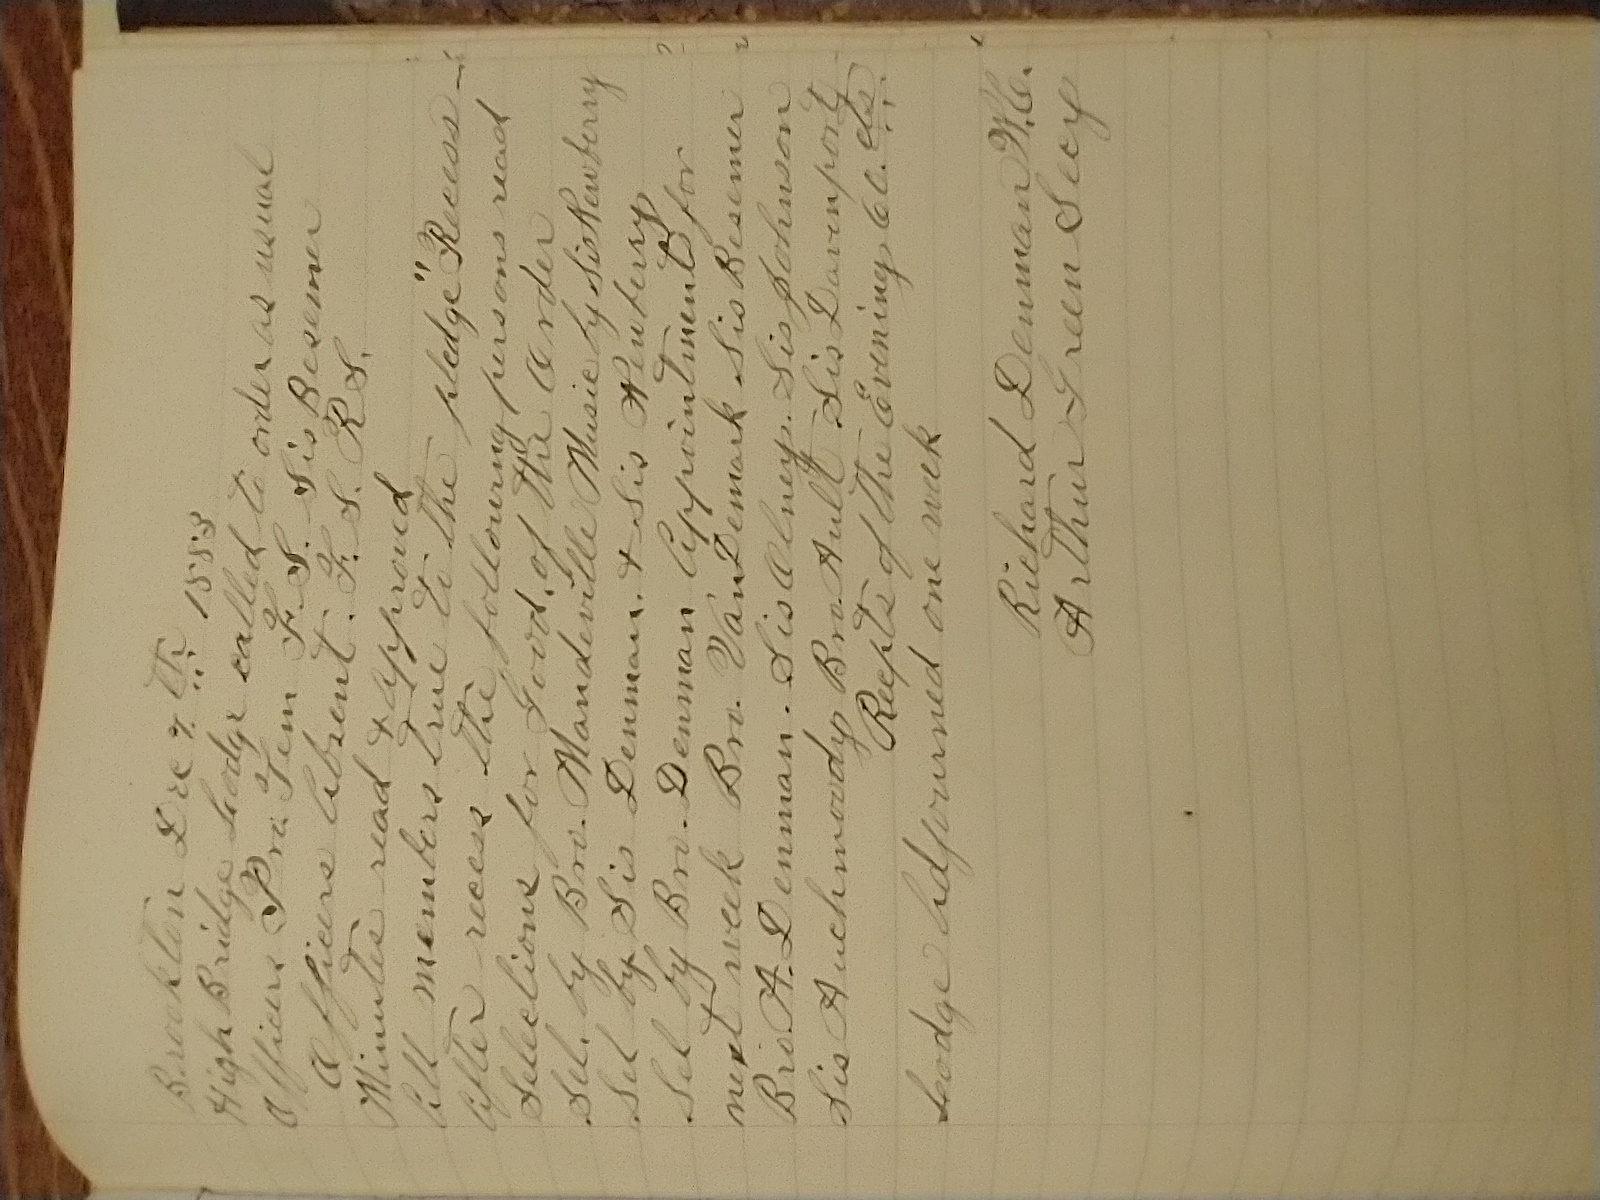 Brookton Dec 7.th 1883
High Bridge Lodge called to order as usual
Officers Pro. Tem F. S. Sis Besemer
Officers Absent. F. S. R S.
Minutes read & approved
All members true to the pledge" Recess —
After recess the following persons read
Selections for Good. of the Order
Sel. by Bro. Mandeville Music by Sis Newberry
Sel by Sis Denman. & Sis Newberry
Sel by Bro. Denman Appointments for
next week Bro. VanDemark Sis Besemer
Bro. A. Denman. Sis Olney. Sis Johnson
Sis Auchmoody Bro. Ault Sis Davenport
Recpts of the Evening 60. cts
Lodge Adjourned one week
Richard Denman W. C.
Arthur Green Secy